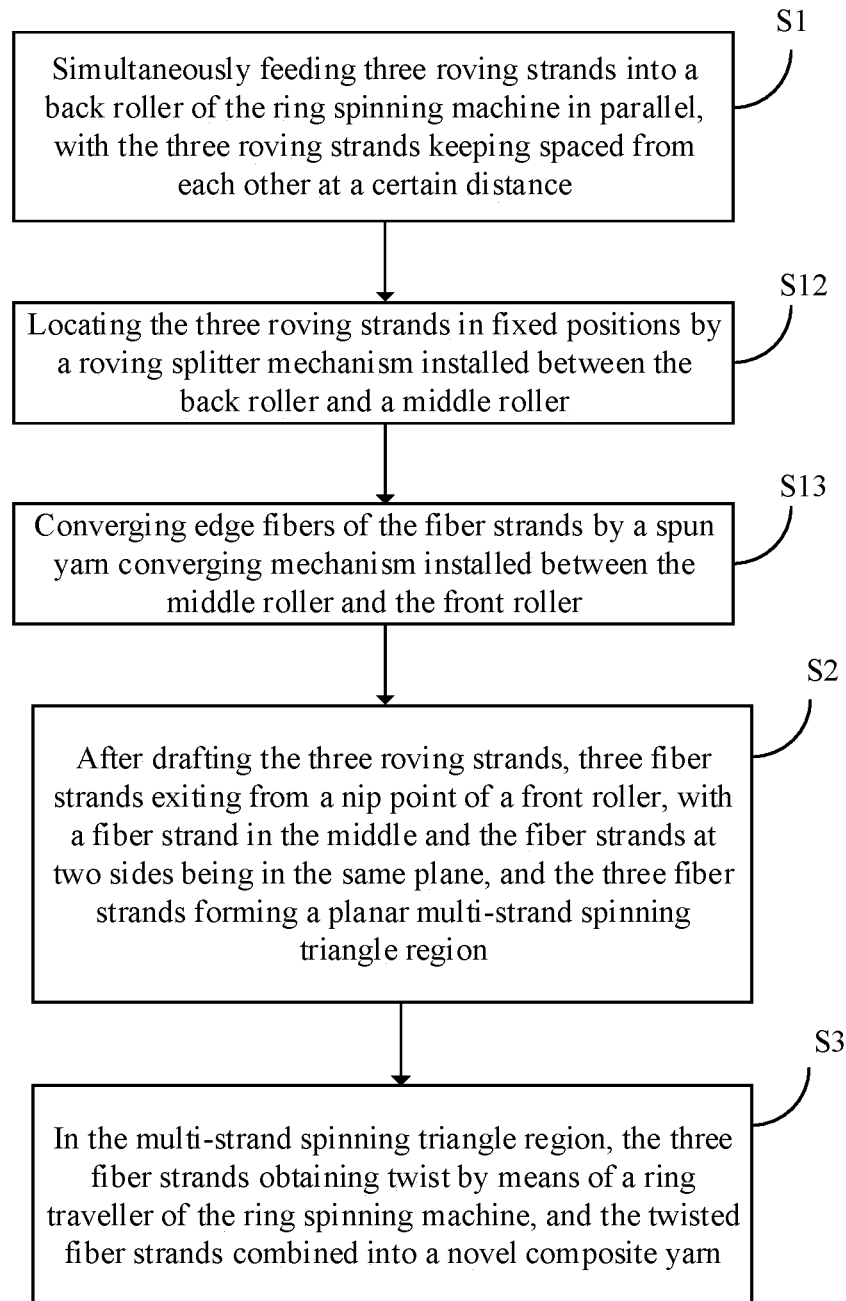 S1
Simultaneously feeding three roving strands into a
back roller of the ring spinning machine in parallel,
with the three roving strands keeping spaced from
each other at a certain distance
S12
Locating the three roving strands in fixed positions by
a roving splitter mechanism installed between the
back roller and a middle roller
S13
Converging edge fibers of the fiber strands by a spun
yarn converging mechanism installed between the
middle roller and the front roller
S2
After drafting the three roving strands, three fiber
strands exiting from a nip point of a front roller, with
a fiber strand in the middle and the fiber strands at
two sides being in the same plane, and the three fiber
strands forming a planar multi-strand spinning
triangle region
S3
In the multi-strand spinning triangle region, the three
fiber strands obtaining twist by means of a ring
traveller of the ring spinning machine, and the twisted
fiber strands combined into a novel composite yarn